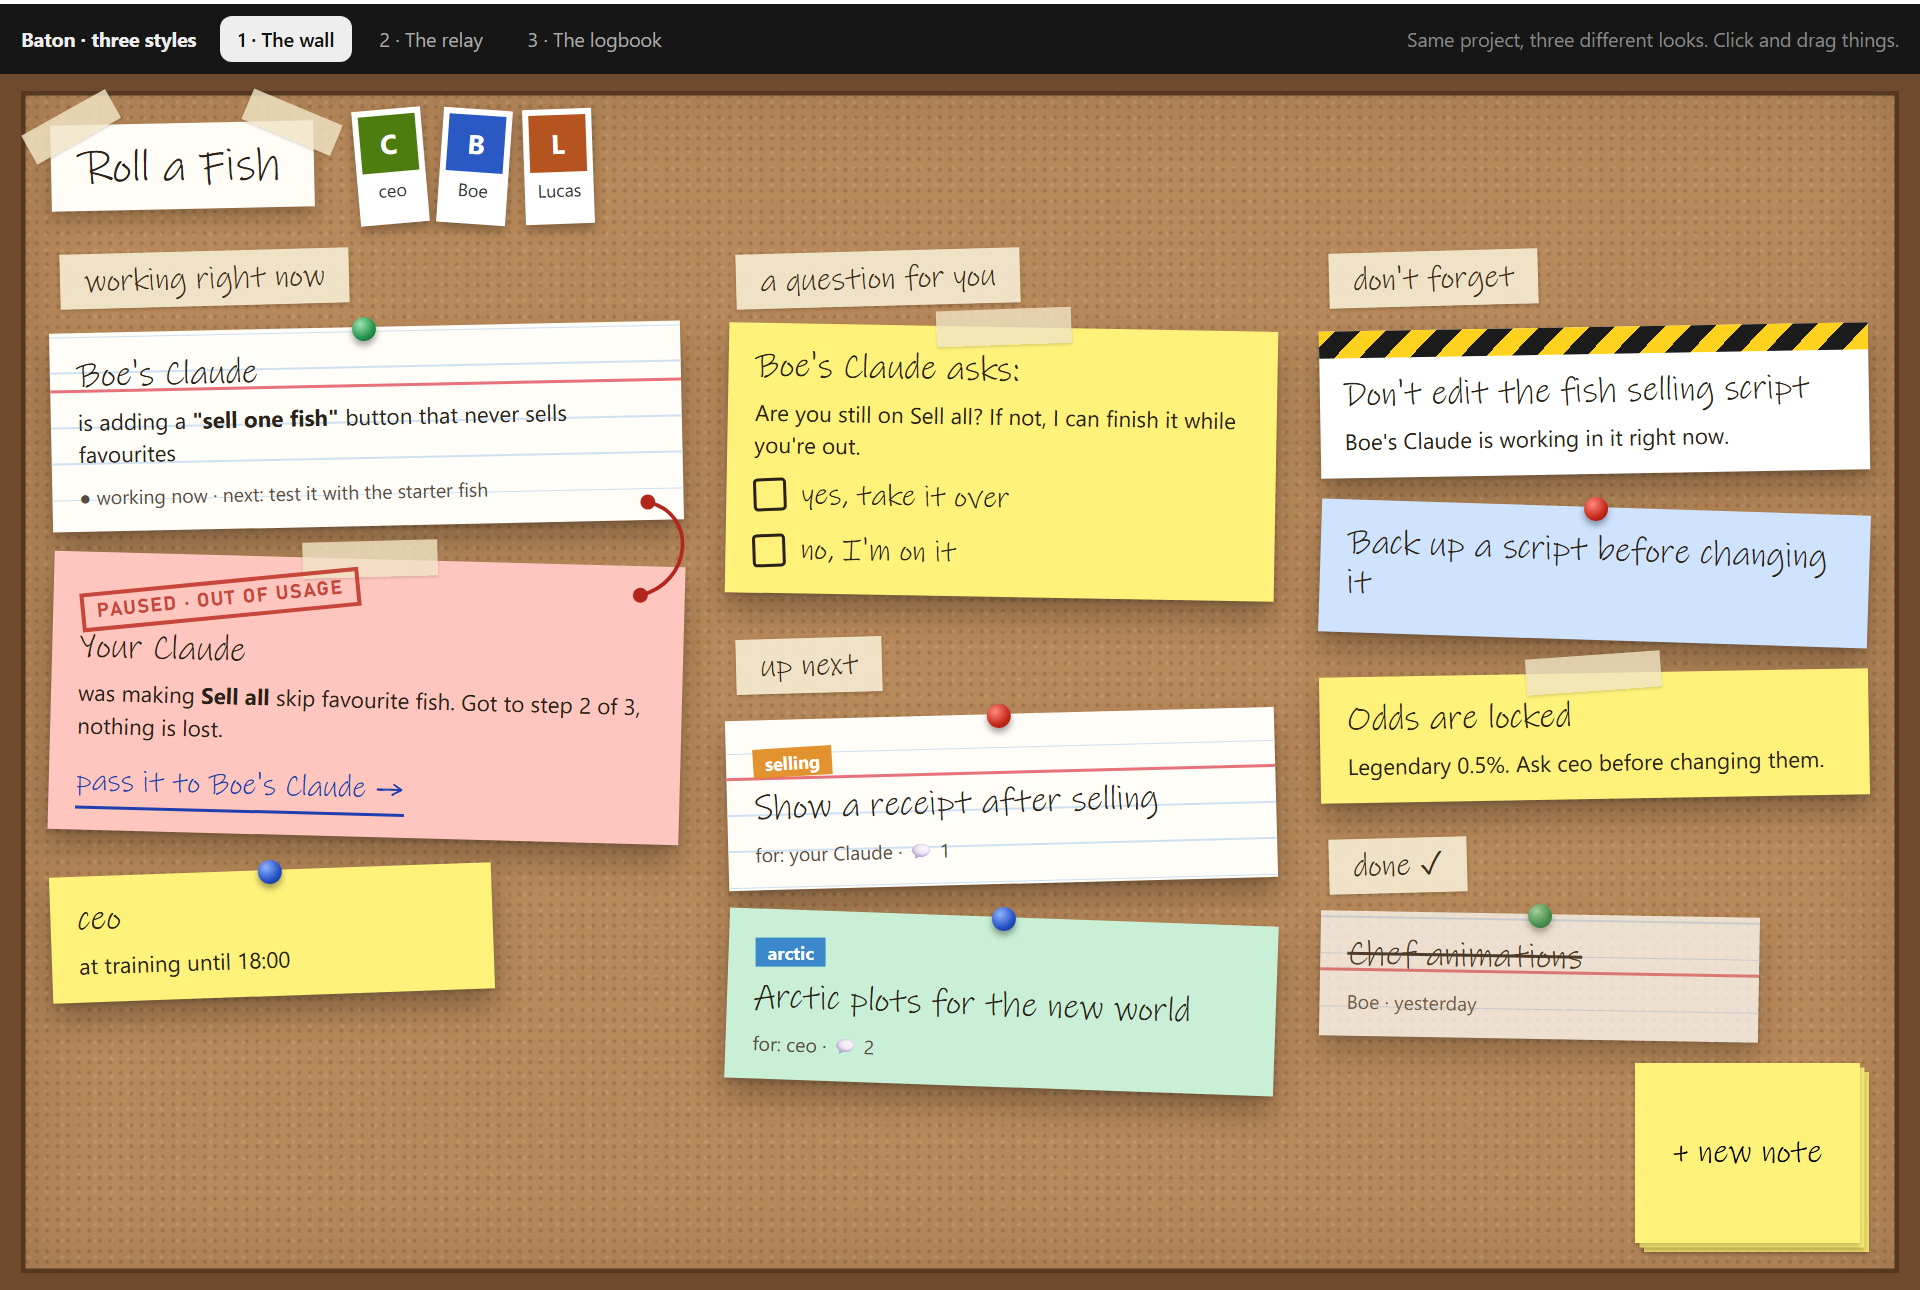 Baton · three styles
1 · The wall
2 · The relay
3 · The logbook
Same project, three different looks. Click and drag things.
Roll a Fish
C
ceo
B
Boe
L
Lucas
working right now
Boe's Claude
is adding a "sell one fish" button that never sells
favourites
● working now · next: test it with the starter fish
PAUSED · OUT OF USAGE
Your Claude
was making Sell all skip favourite fish. Got to step 2 of 3,
nothing is lost.
pass it to Boe's Claude →
ceo
at training until 18:00
a question for you
Boe's Claude asks:
Are you still on Sell all? If not, I can finish it while
you're out.
yes, take it over
no, I'm on it
up next
selling
Show a receipt after selling
for: your Claude · 💬 1
arctic
Arctic plots for the new world
for: ceo · 💬 2
don't forget
Don't edit the fish selling script
Boe's Claude is working in it right now.
Back up a script before changing
it
Odds are locked
Legendary 0.5%. Ask ceo before changing them.
done ✓
Chef animations
Boe · yesterday
+ new note